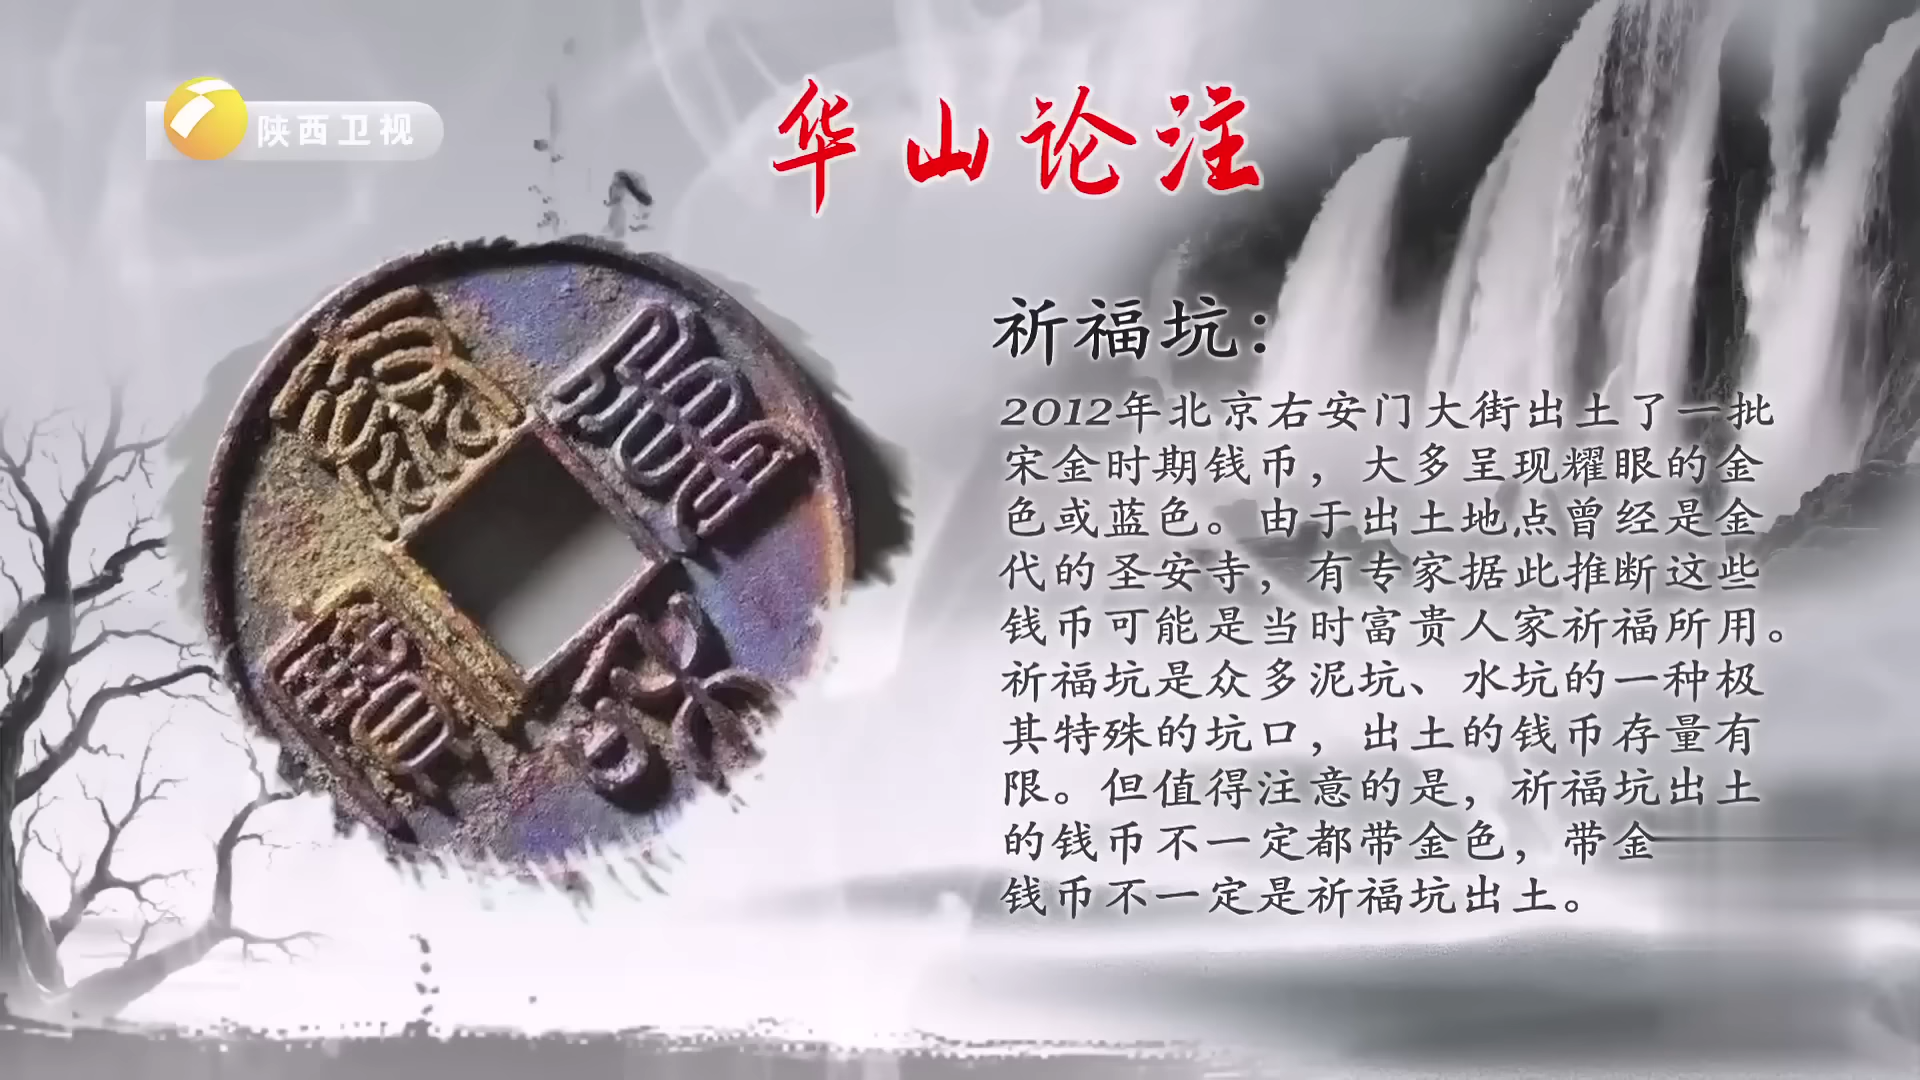 陕西卫视
华山论注
祈福坑：
2012年北京右安门大街出土了一批
宋金时期钱币，大多呈现耀眼的金
色或蓝色。由于出土地点曾经是金
代的圣安寺，有专家据此推断这些
钱币可能是当时富贵人家祈福所用。
祈福坑是众多泥坑、水坑的一种极
其特殊的坑口，出土的钱币存量有
限。但值得注意的是，祈福坑出土
的钱币不一定都带金色，带金
钱币不一定是祈福坑出土。